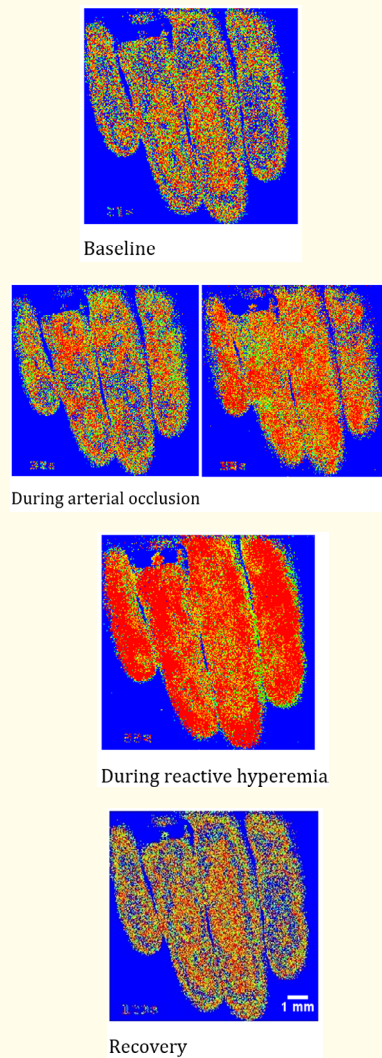 Baseline
During arterial occlusion
During reactive hyperemia
1 mm
Recovery